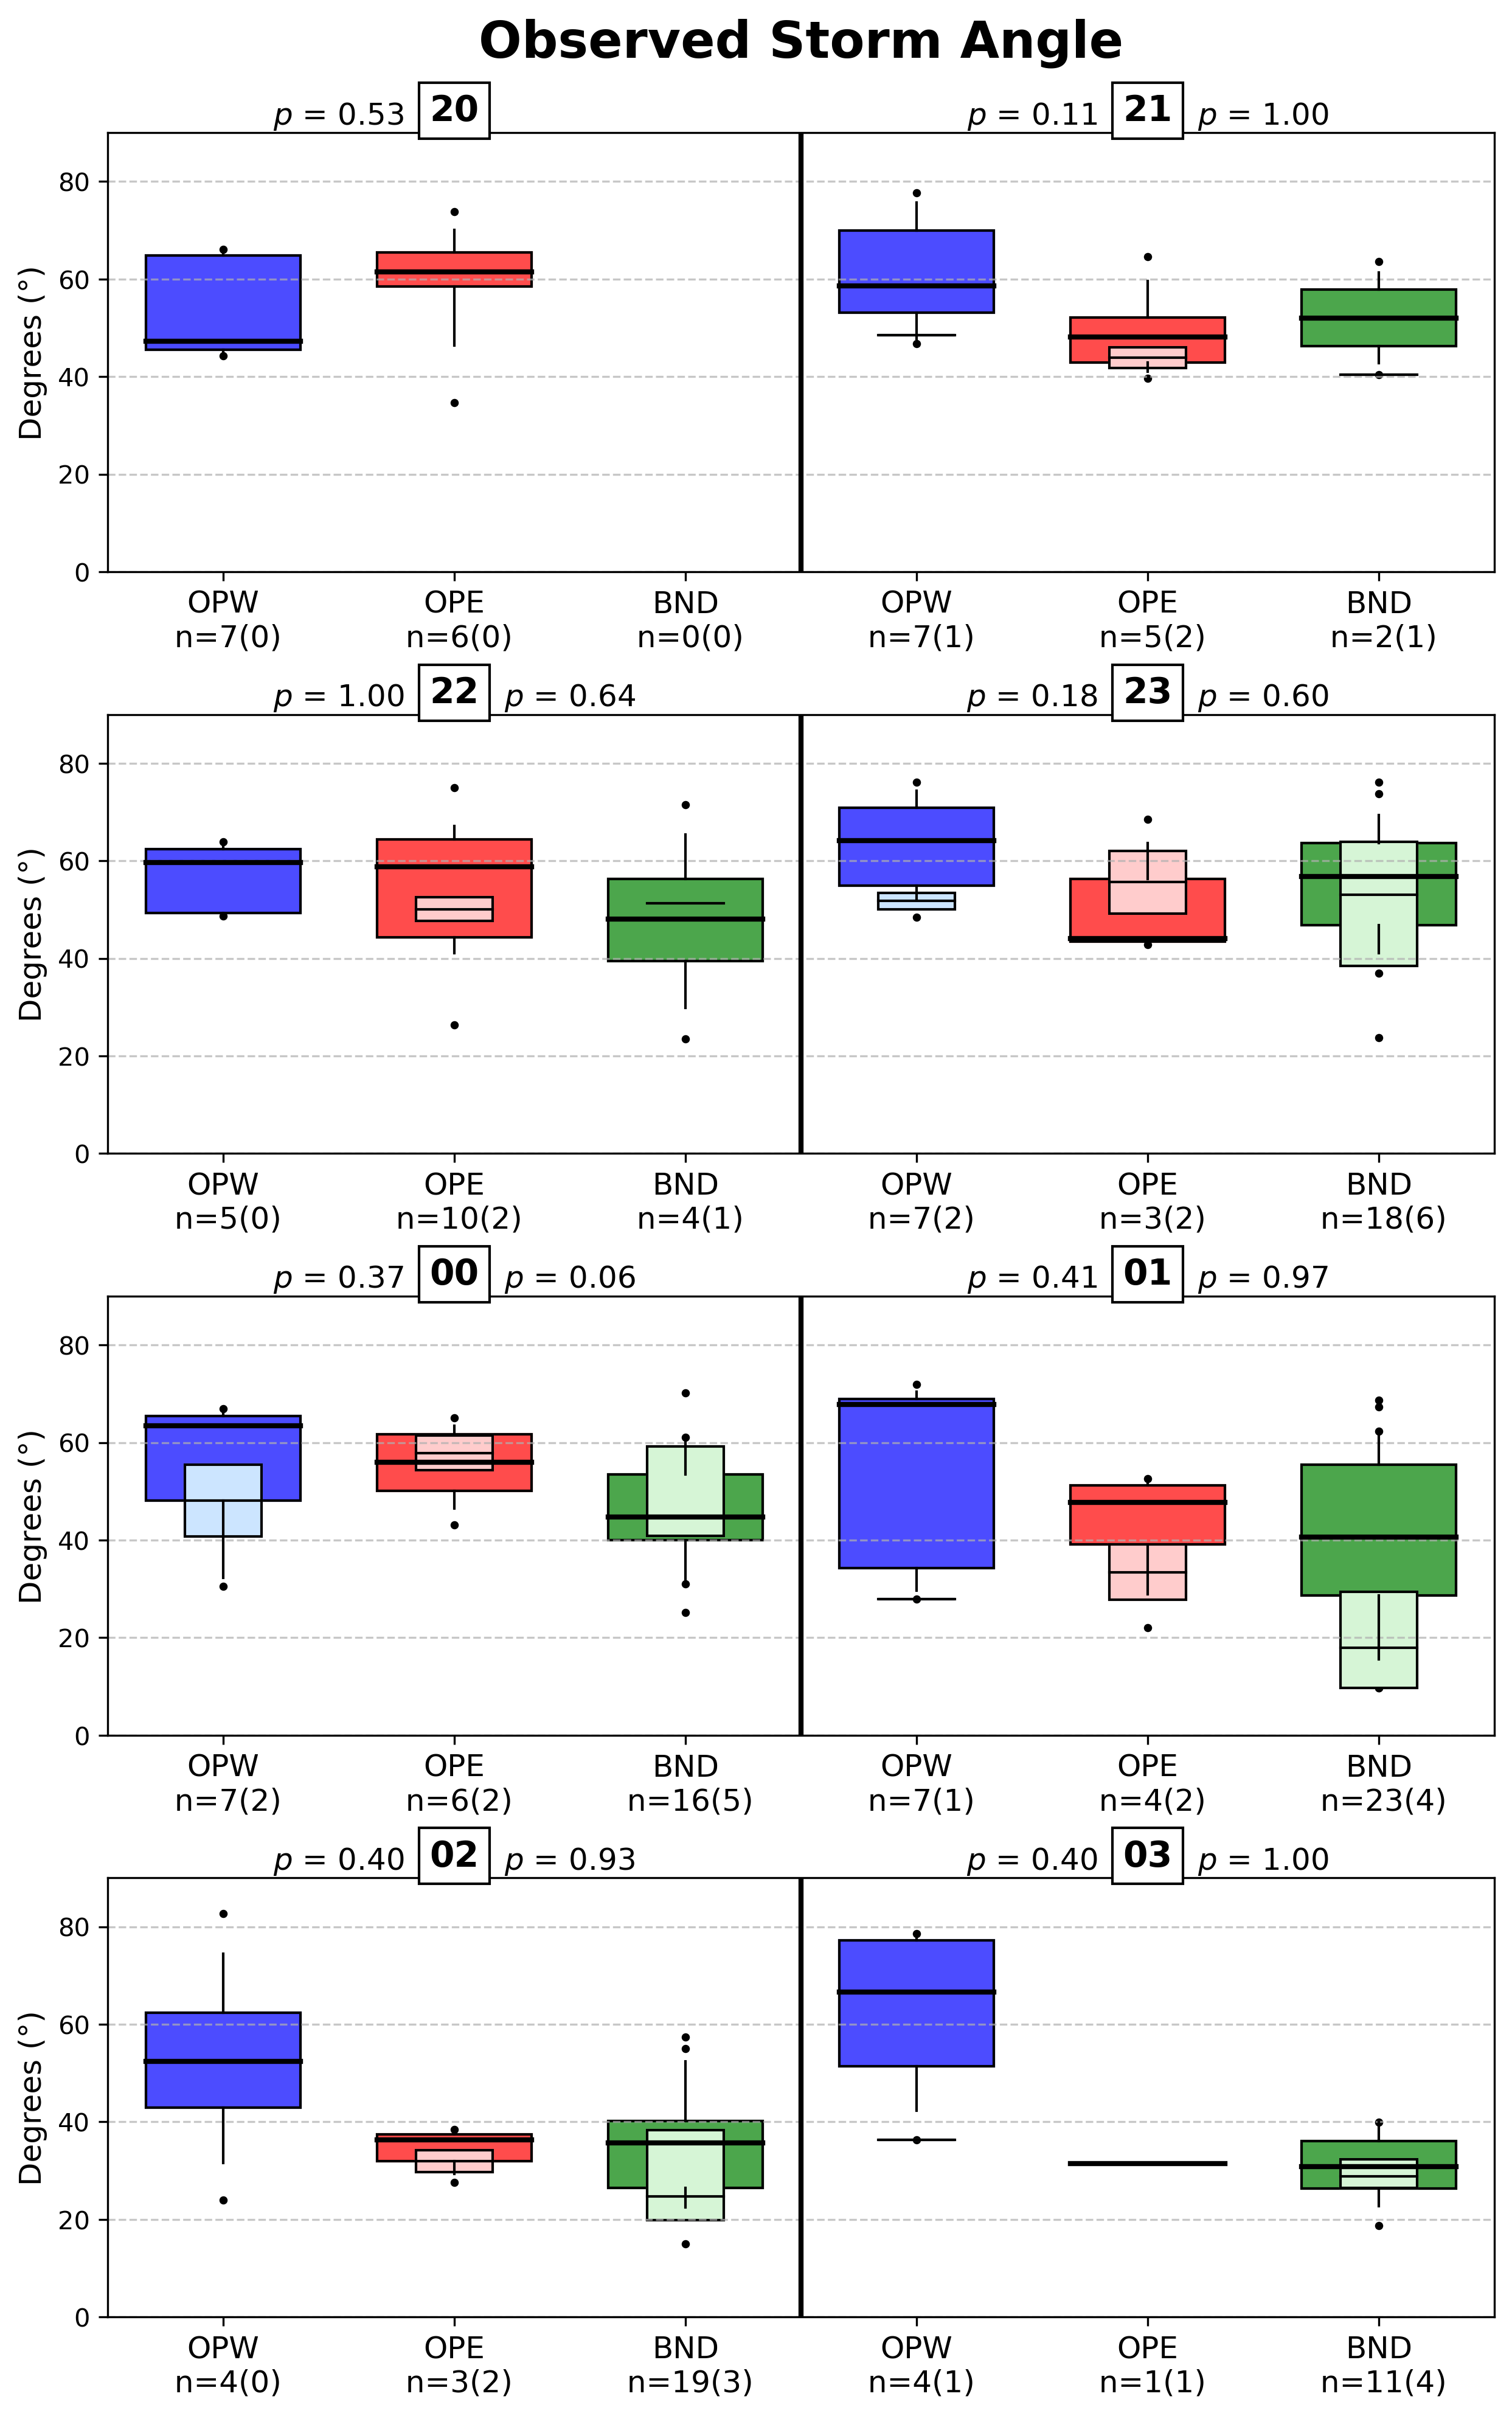 Observed Storm Angle
p = 0.53 20
p = 0.11 21 p = 1.00
Degrees (°)
80
60
40
20
0
OPW OPE BND OPW OPE BND
n=7(0) n=6(0) n=0(0) n=7(1) n=5(2) n=2(1)
p = 1.00 22 p = 0.64
p = 0.18 23 p = 0.60
Degrees (°)
80
60
40
20
0
OPW OPE BND OPW OPE BND
n=5(0) n=10(2) n=4(1) n=7(2) n=3(2) n=18(6)
p = 0.37 00 p = 0.06
p = 0.41 01 p = 0.97
Degrees (°)
80
60
40
20
0
OPW OPE BND OPW OPE BND
n=7(2) n=6(2) n=16(5) n=7(1) n=4(2) n=23(4)
p = 0.40 02 p = 0.93
p = 0.40 03 p = 1.00
Degrees (°)
80
60
40
20
0
OPW OPE BND OPW OPE BND
n=4(0) n=3(2) n=19(3) n=4(1) n=1(1) n=11(4)